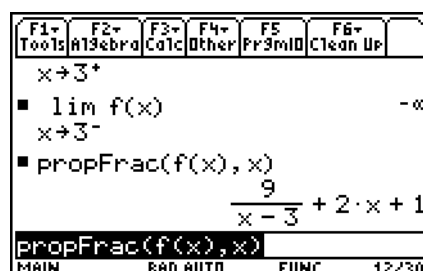 F1 F2 F3 F4 F5 F6
Tools Algebra Calc Other PrgmIO Clean Up
x→3⁺
▪ lim f(x) -∞
x→3⁻
▪ propFrac(f(x),x)
9
x - 3 + 2·x + 1
propFrac(f(x),x)
MAIN RAD AUTO FUNC 12/30